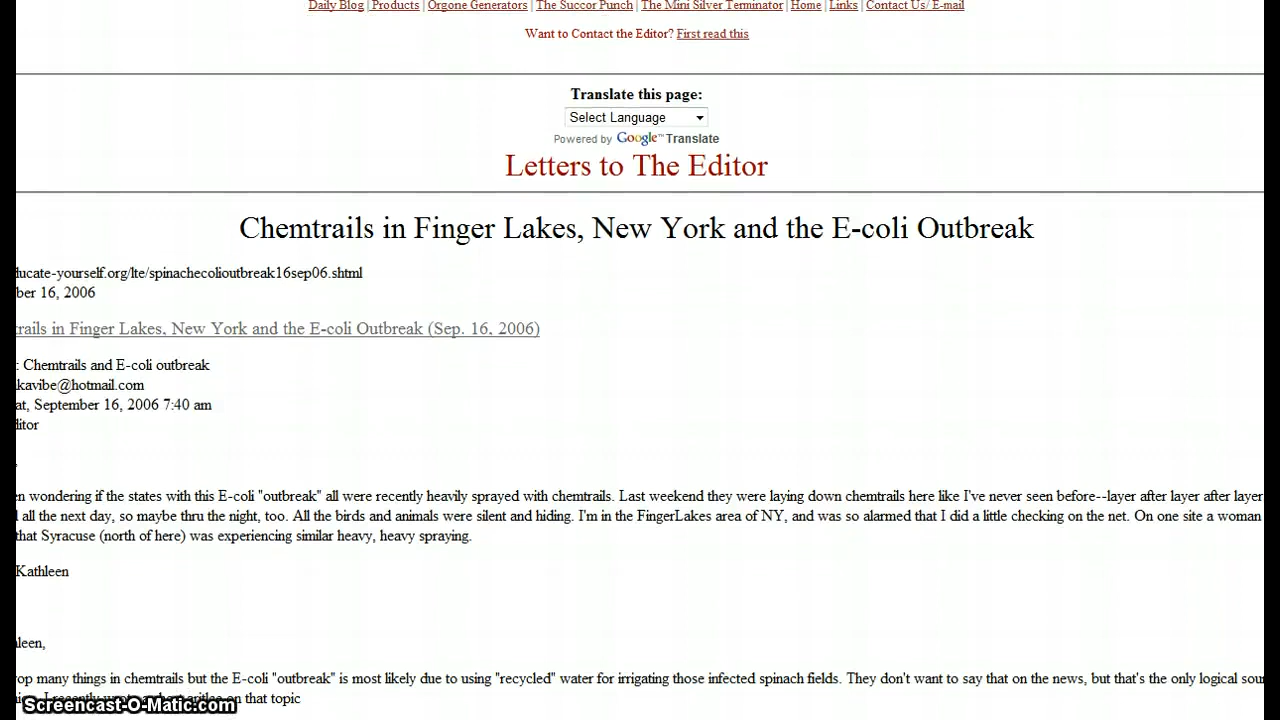 Daily Blog | Products | Orgone Generators | The Succor Punch | The Mini Silver Terminator | Home | Links | Contact Us/ E-mail
Want to Contact the Editor? First read this
Translate this page:
Select Language
Powered by Google™ Translate
Letters to The Editor
Chemtrails in Finger Lakes, New York and the E-coli Outbreak
ducate-yourself.org/lte/spinachecolioutbreak16sep06.shtml
ber 16, 2006
trails in Finger Lakes, New York and the E-coli Outbreak (Sep. 16, 2006)
: Chemtrails and E-coli outbreak
kavibe@hotmail.com
at, September 16, 2006 7:40 am
ditor
,
en wondering if the states with this E-coli "outbreak" all were recently heavily sprayed with chemtrails. Last weekend they were laying down chemtrails here like I've never seen before--layer after layer after layer
l all the next day, so maybe thru the night, too. All the birds and animals were silent and hiding. I'm in the FingerLakes area of NY, and was so alarmed that I did a little checking on the net. On one site a woman
that Syracuse (north of here) was experiencing similar heavy, heavy spraying.
Kathleen
hleen,
rop many things in chemtrails but the E-coli "outbreak" is most likely due to using "recycled" water for irrigating those infected spinach fields. They don't want to say that on the news, but that's the only logical sou
I recently wrote on that topic
Screencast-O-Matic.com